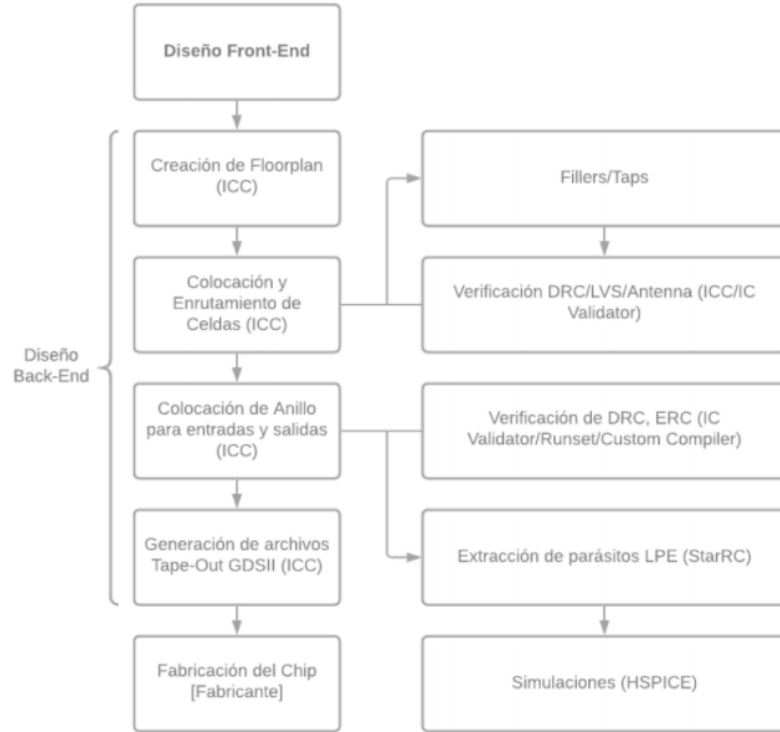 Diseño Front-End
Creación de Floorplan
(ICC)
Fillers/Taps
Colocación y
Enrutamiento de
Celdas (ICC)
Verificación DRC/LVS/Antenna (ICC/IC
Validator)
Diseño
Back-End
Colocación de Anillo
para entradas y salidas
(ICC)
Verificación de DRC, ERC (IC
Validator/Runset/Custom Compiler)
Generación de archivos
Tape-Out GDSII (ICC)
Extracción de parásitos LPE (StarRC)
Fabricación del Chip
[Fabricante]
Simulaciones (HSPICE)